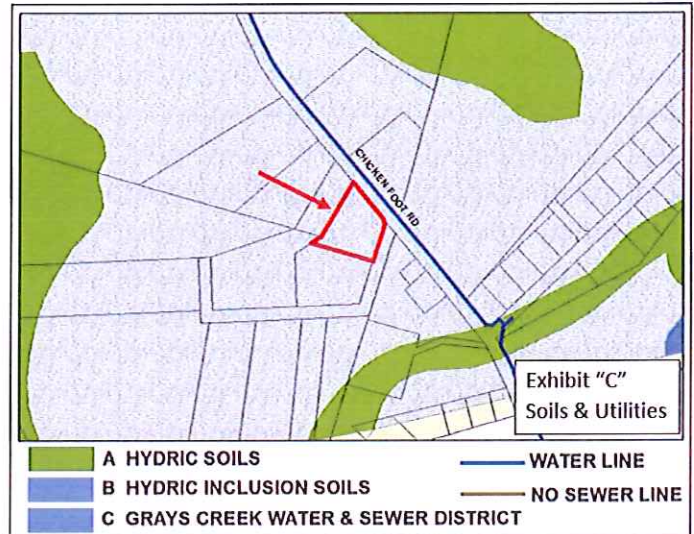 CHICKEN FOOT RD
Exhibit "C"
Soils & Utilities
A HYDRIC SOILS
WATER LINE
B HYDRIC INCLUSION SOILS
NO SEWER LINE
C GRAYS CREEK WATER & SEWER DISTRICT